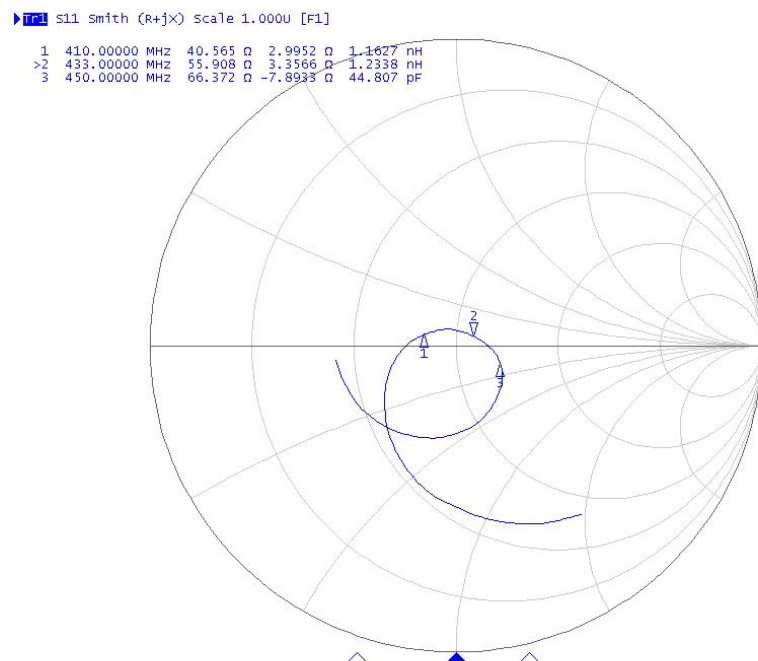 Tr1 S11 Smith (R+jX) Scale 1.000U [F1]
1 410.00000 MHz 40.565 Ω 2.9952 Ω 1.1627 nH
>2 433.00000 MHz 55.908 Ω 3.3566 Ω 1.2338 nH
3 450.00000 MHz 66.372 Ω -7.8933 Ω 44.807 pF
2
1
3